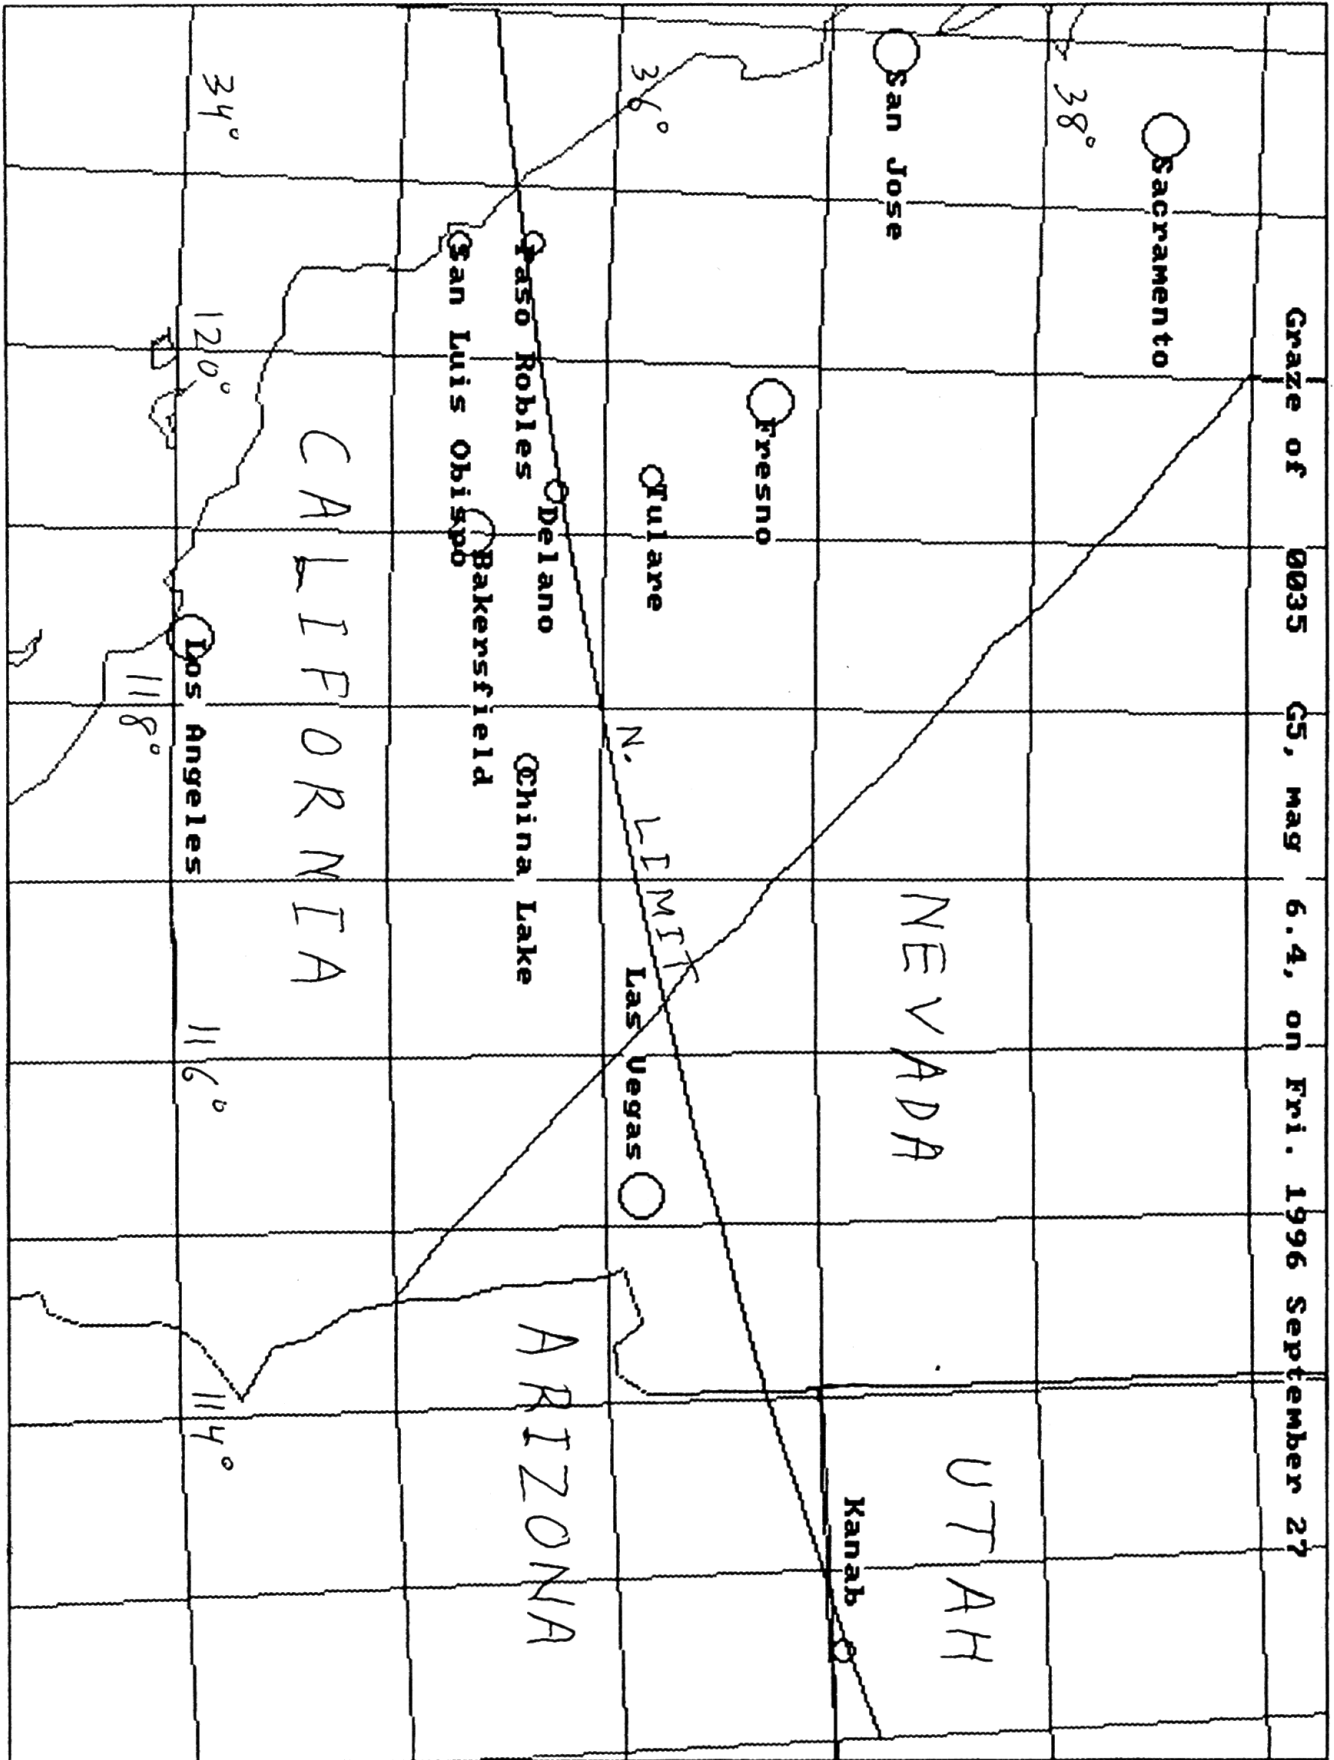 Graze of 0035 G5, mag 6.4, on Fri. 1996 September 27
Sacramento
38°
San Jose
36°
34°
Fresno
Tulare
Paso Robles
San Luis Obispo
Delano
Bakersfield
China Lake
120°
CALIFORNIA
Los Angeles
118°
N. LIMIT
NEVADA
Las Vegas
116°
UTAH
Kanab
ARIZONA
114°